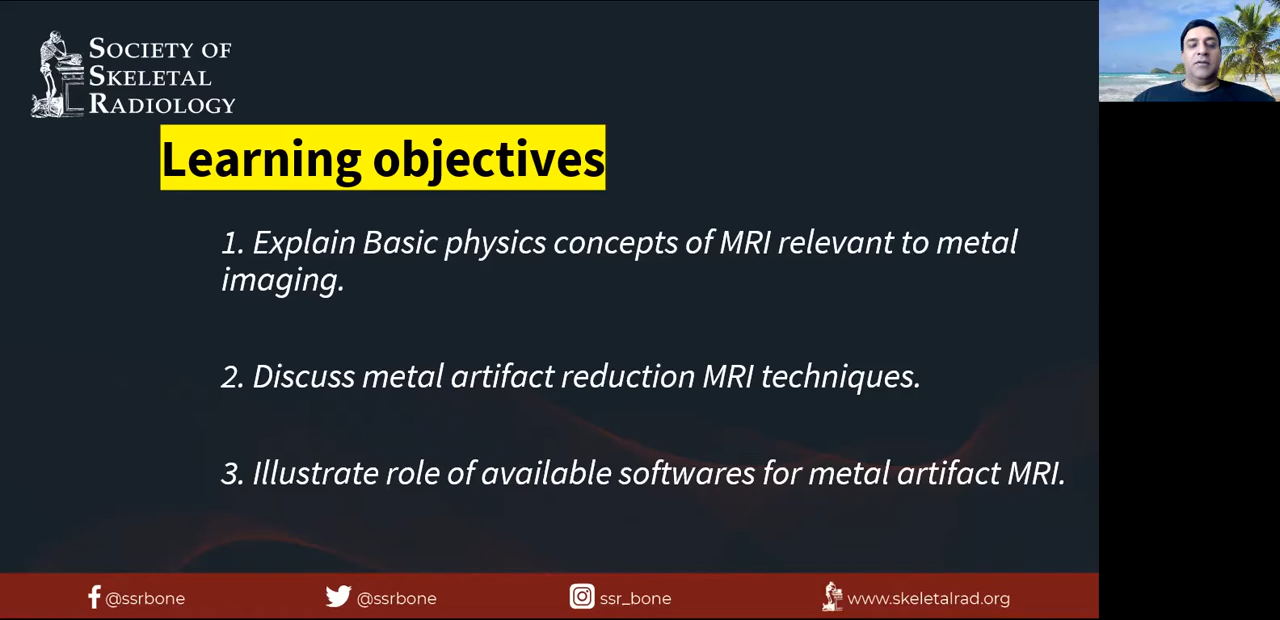 SOCIETY OF
SKELETAL
RADIOLOGY
Learning objectives
1. Explain Basic physics concepts of MRI relevant to metal
imaging.
2. Discuss metal artifact reduction MRI techniques.
3. Illustrate role of available softwares for metal artifact MRI.
@ssrbone
@ssrbone
ssr_bone
www.skeletalrad.org